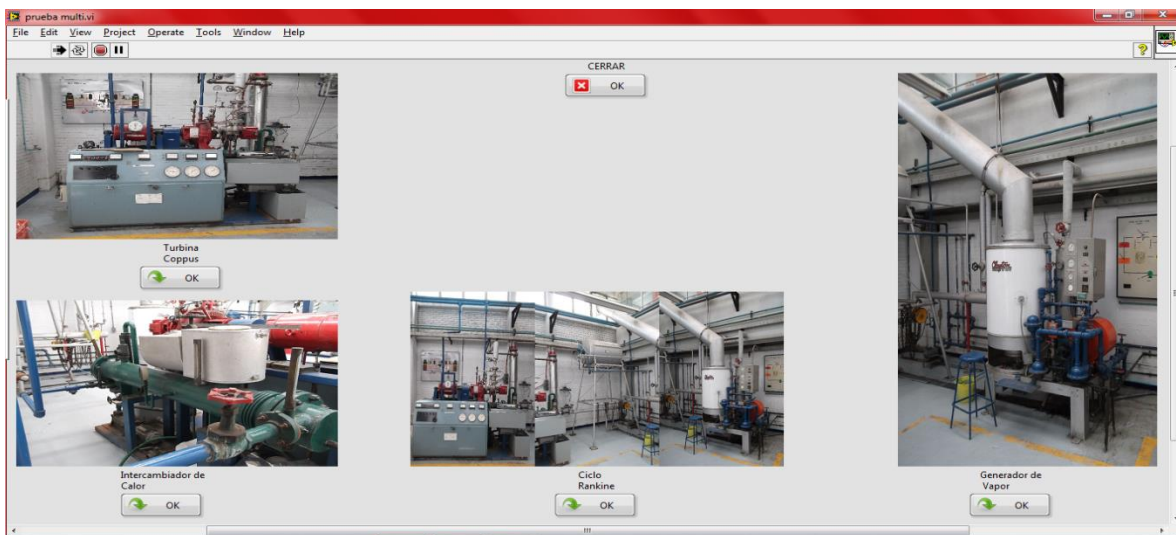 prueba multi.vi
File Edit View Project Operate Tools Window Help
CERRAR
OK
Turbina
Coppus
OK
Intercambiador de
Calor
OK
Ciclo
Rankine
OK
Generador de
Vapor
OK